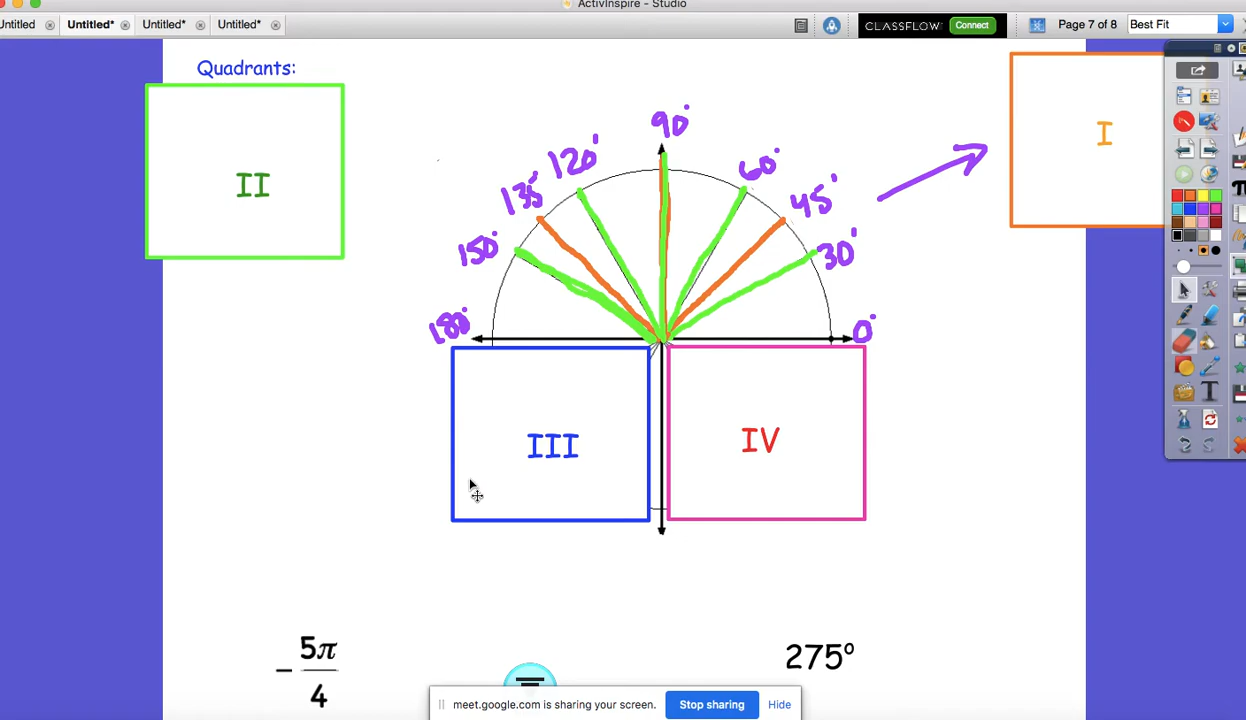 ActivInspire - Studio
Untitled
Untitled*
Untitled*
Untitled*
CLASSFLOW
Connect
Page 7 of 8
Best Fit
Quadrants:
I
II
90°
120°
60°
135°
45°
150°
30°
180°
0°
III
IV
- 5π
4
275°
meet.google.com is sharing your screen.
Stop sharing
Hide